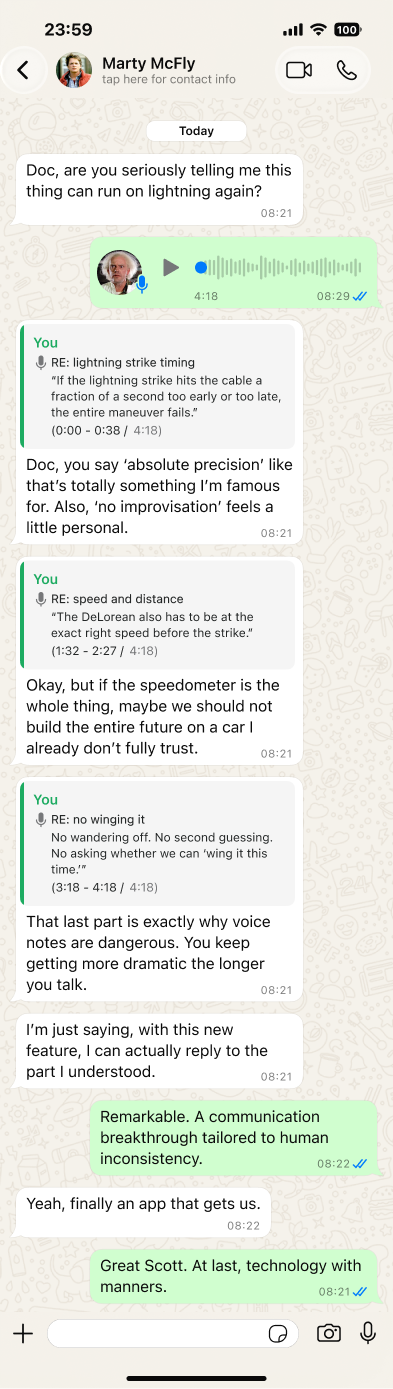 23:59
100
Marty McFly
tap here for contact info
Today
Doc, are you seriously telling me this
thing can run on lightning again?
08:21
4:18
08:29
You
RE: lightning strike timing
“If the lightning strike hits the cable a
fraction of a second too early or too late,
the entire maneuver fails.”
(0:00 - 0:38 / 4:18)
Doc, you say ‘absolute precision’ like
that’s totally something I’m famous
for. Also, ‘no improvisation’ feels a
little personal.
08:21
You
RE: speed and distance
“The DeLorean also has to be at the
exact right speed before the strike.”
(1:32 - 2:27 / 4:18)
Okay, but if the speedometer is the
whole thing, maybe we should not
build the entire future on a car I
already don’t fully trust.
08:21
You
RE: no winging it
No wandering off. No second guessing.
No asking whether we can ‘wing it this
time.’”
(3:18 - 4:18 / 4:18)
That last part is exactly why voice
notes are dangerous. You keep
getting more dramatic the longer
you talk.
08:21
I’m just saying, with this new
feature, I can actually reply to the
part I understood.
08:21
Remarkable. A communication
breakthrough tailored to human
inconsistency.
08:22
Yeah, finally an app that gets us.
08:22
Great Scott. At last, technology with
manners.
08:21